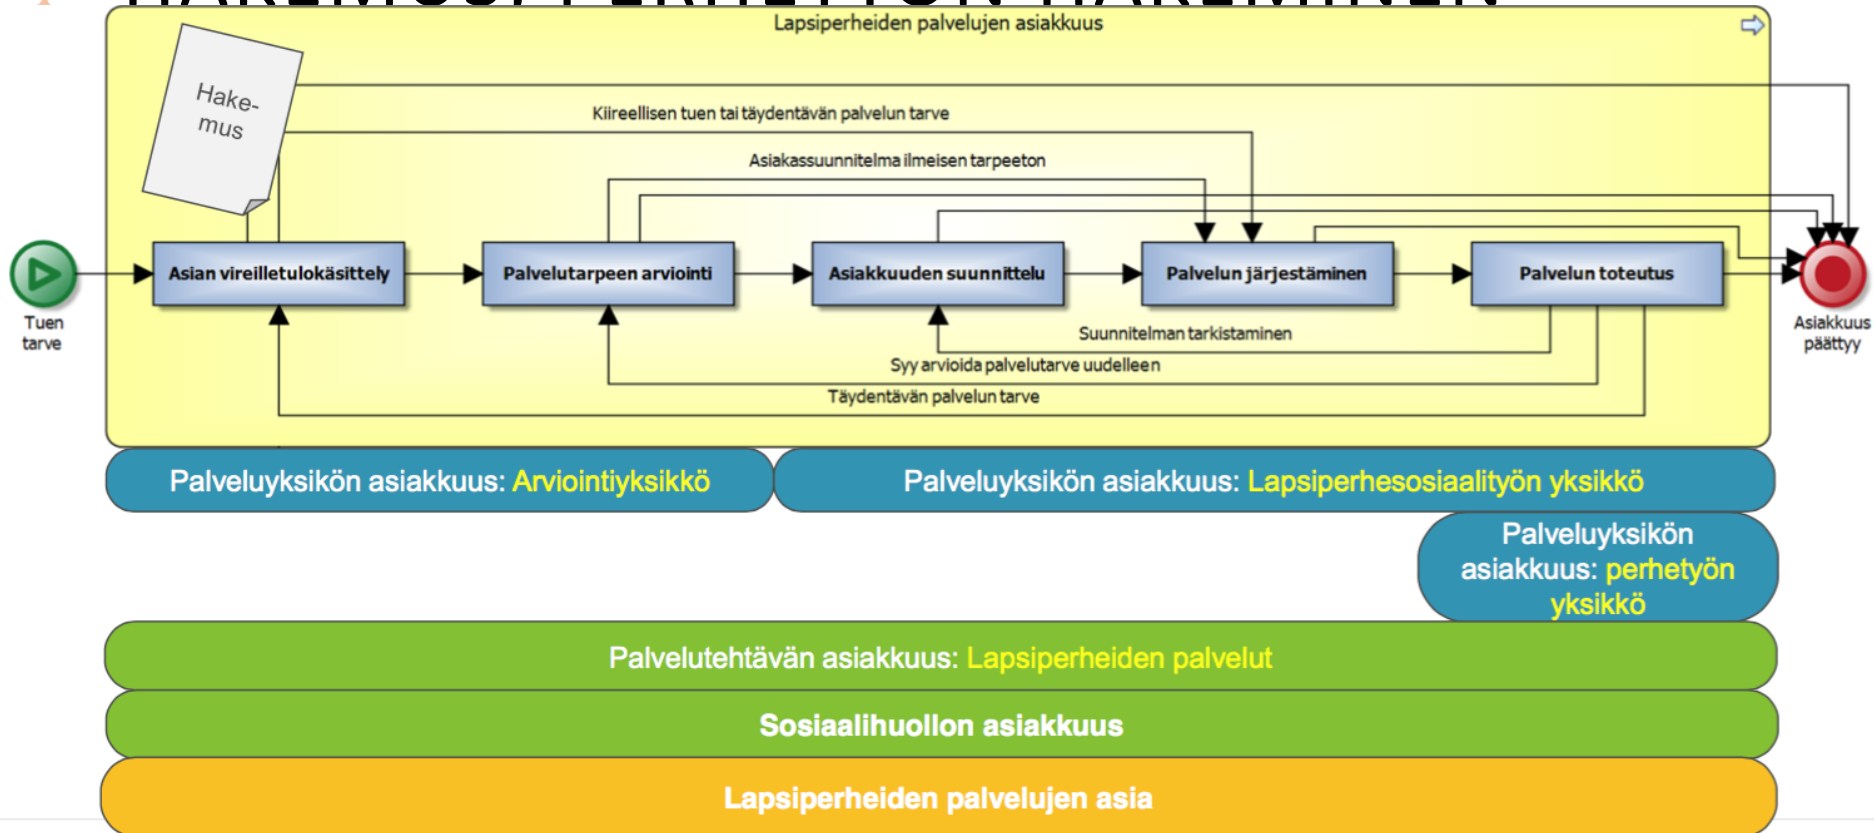 HAKEMUS: PERHETYÖN HAKEMINEN
Lapsiperheiden palvelujen asiakkuus
Hake-
mus
Kiireellisen tuen tai täydentävän palvelun tarve
Asiakassuunnitelma ilmeisen tarpeeton
Asian vireilletulokäsittely
Palvelutarpeen arviointi
Asiakkuuden suunnittelu
Palvelun järjestäminen
Palvelun toteutus
Tuen
tarve
Asiakkuus
päättyy
Suunnitelman tarkistaminen
Syy arvioida palvelutarve uudelleen
Täydentävän palvelun tarve
Palveluyksikön asiakkuus: Arviointiyksikkö
Palveluyksikön asiakkuus: Lapsiperhesosiaalityön yksikkö
Palveluyksikön
asiakkuus: perhetyön
yksikkö
Palvelutehtävän asiakkuus: Lapsiperheiden palvelut
Sosiaalihuollon asiakkuus
Lapsiperheiden palvelujen asia